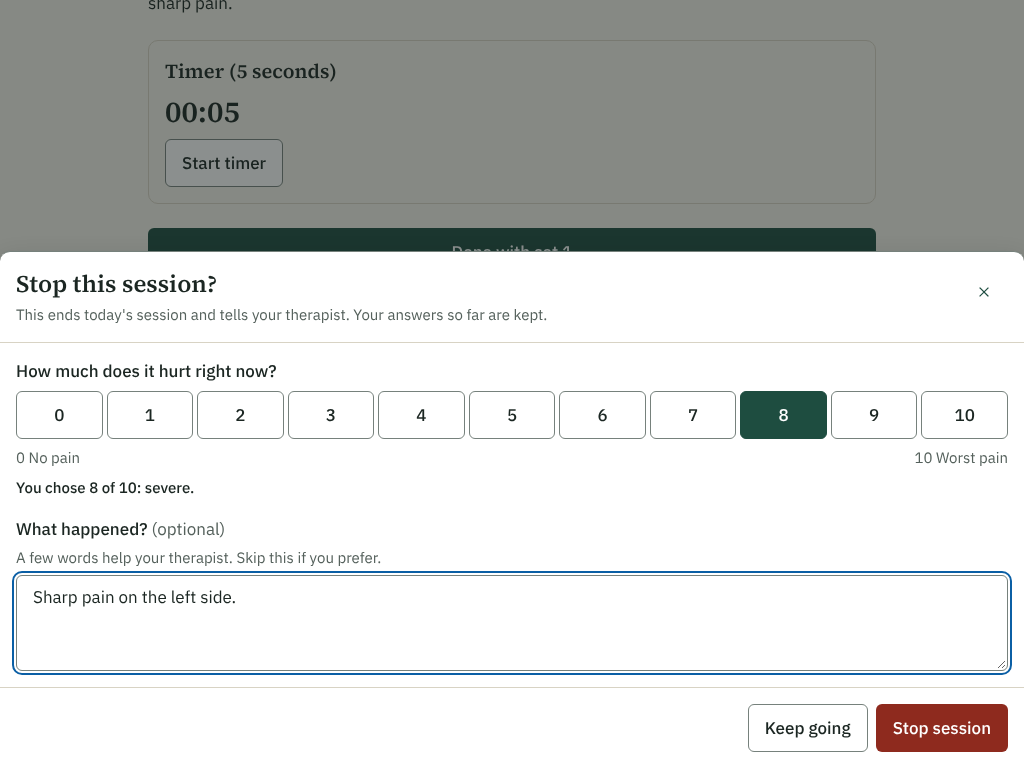 sharp pain.
Timer (5 seconds)
00:05
Start timer
Done with set 1
Stop this session?
This ends today's session and tells your therapist. Your answers so far are kept.
How much does it hurt right now?
0 1 2 3 4 5 6 7 8 9 10
0 No pain 10 Worst pain
You chose 8 of 10: severe.
What happened? (optional)
A few words help your therapist. Skip this if you prefer.
Sharp pain on the left side.
Keep going Stop session